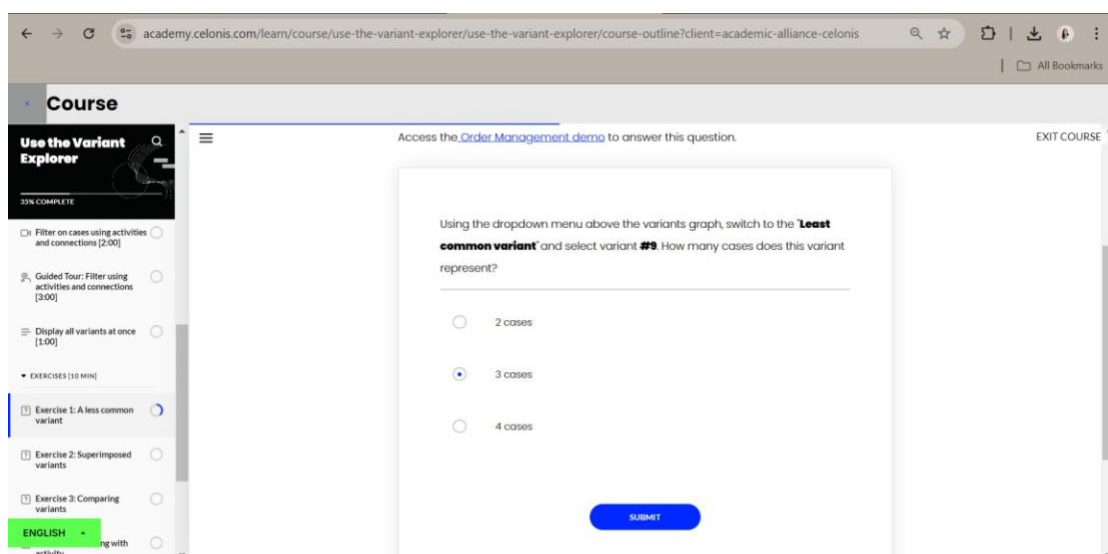 academy.celonis.com/learn/course/use-the-variant-explorer/use-the-variant-explorer/course-outline?client=academic-alliance-celonis
All Bookmarks
× Course
Use the Variant
Explorer
35% COMPLETE
Filter on cases using activities
and connections [2:00]
Guided Tour: Filter using
activities and connections
[3:00]
Display all variants at once
[1:00]
EXERCISES [10 MIN]
Exercise 1: A less common
variant
Exercise 2: Superimposed
variants
Exercise 3: Comparing
variants
ng with
activity
ENGLISH
Access the Order Management demo to answer this question.
EXIT COURSE
Using the dropdown menu above the variants graph, switch to the "Least
common variant" and select variant #9. How many cases does this variant
represent?
2 cases
3 cases
4 cases
SUBMIT